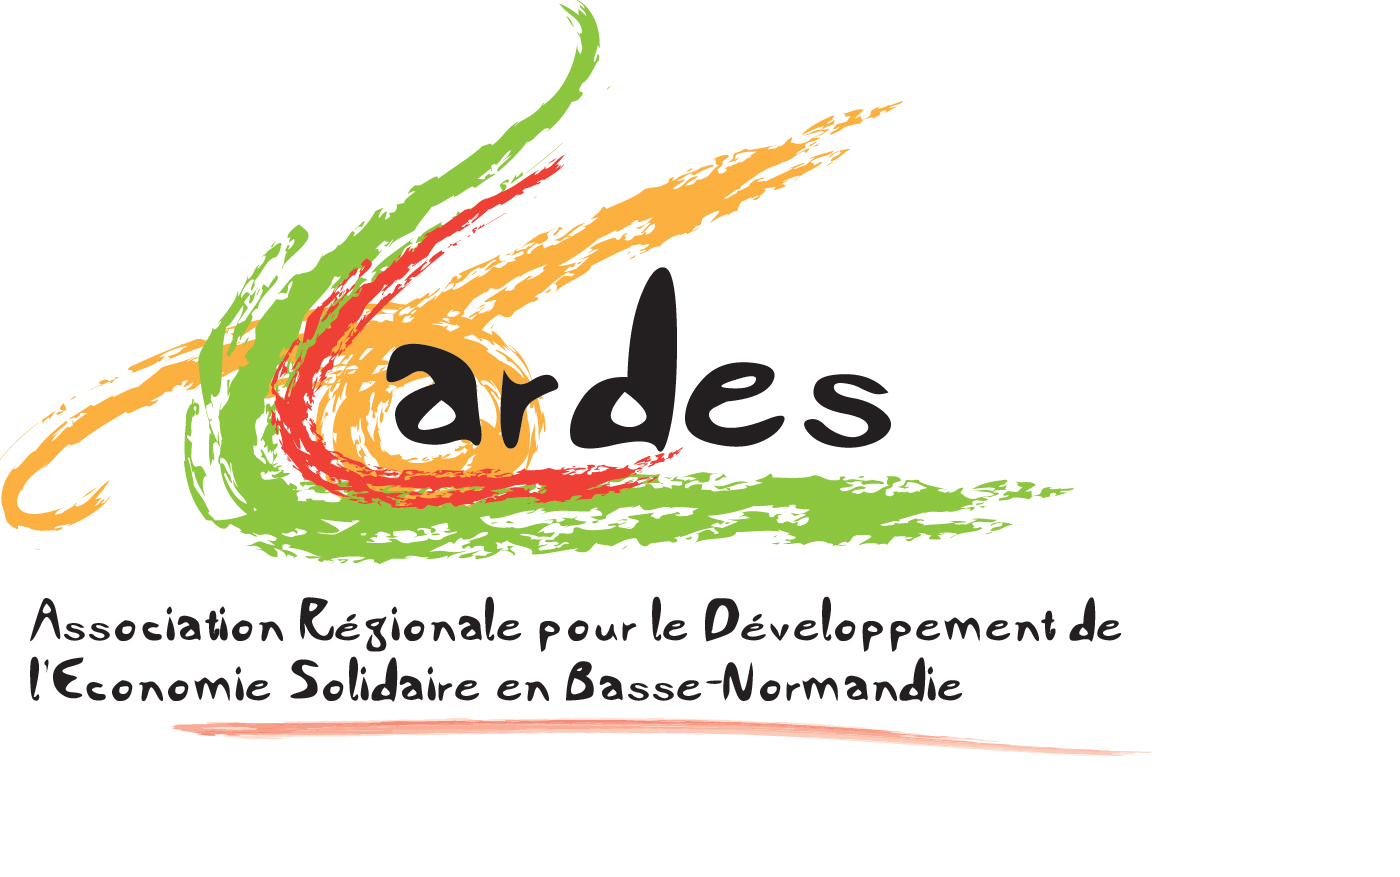 ardes
Association Régionale pour le Développement de
l'Economie Solidaire en Basse-Normandie